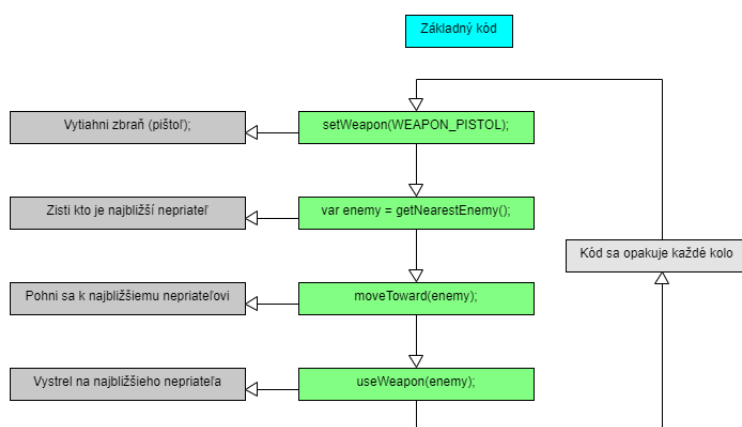 Základný kód
Vytiahni zbraň (pištoľ);
setWeapon(WEAPON_PISTOL);
Zisti kto je najbližší nepriateľ
var enemy = getNearestEnemy();
Kód sa opakuje každé kolo
Pohni sa k najbližšiemu nepriateľovi
moveToward(enemy);
Vystrel na najbližšieho nepriateľa
useWeapon(enemy);